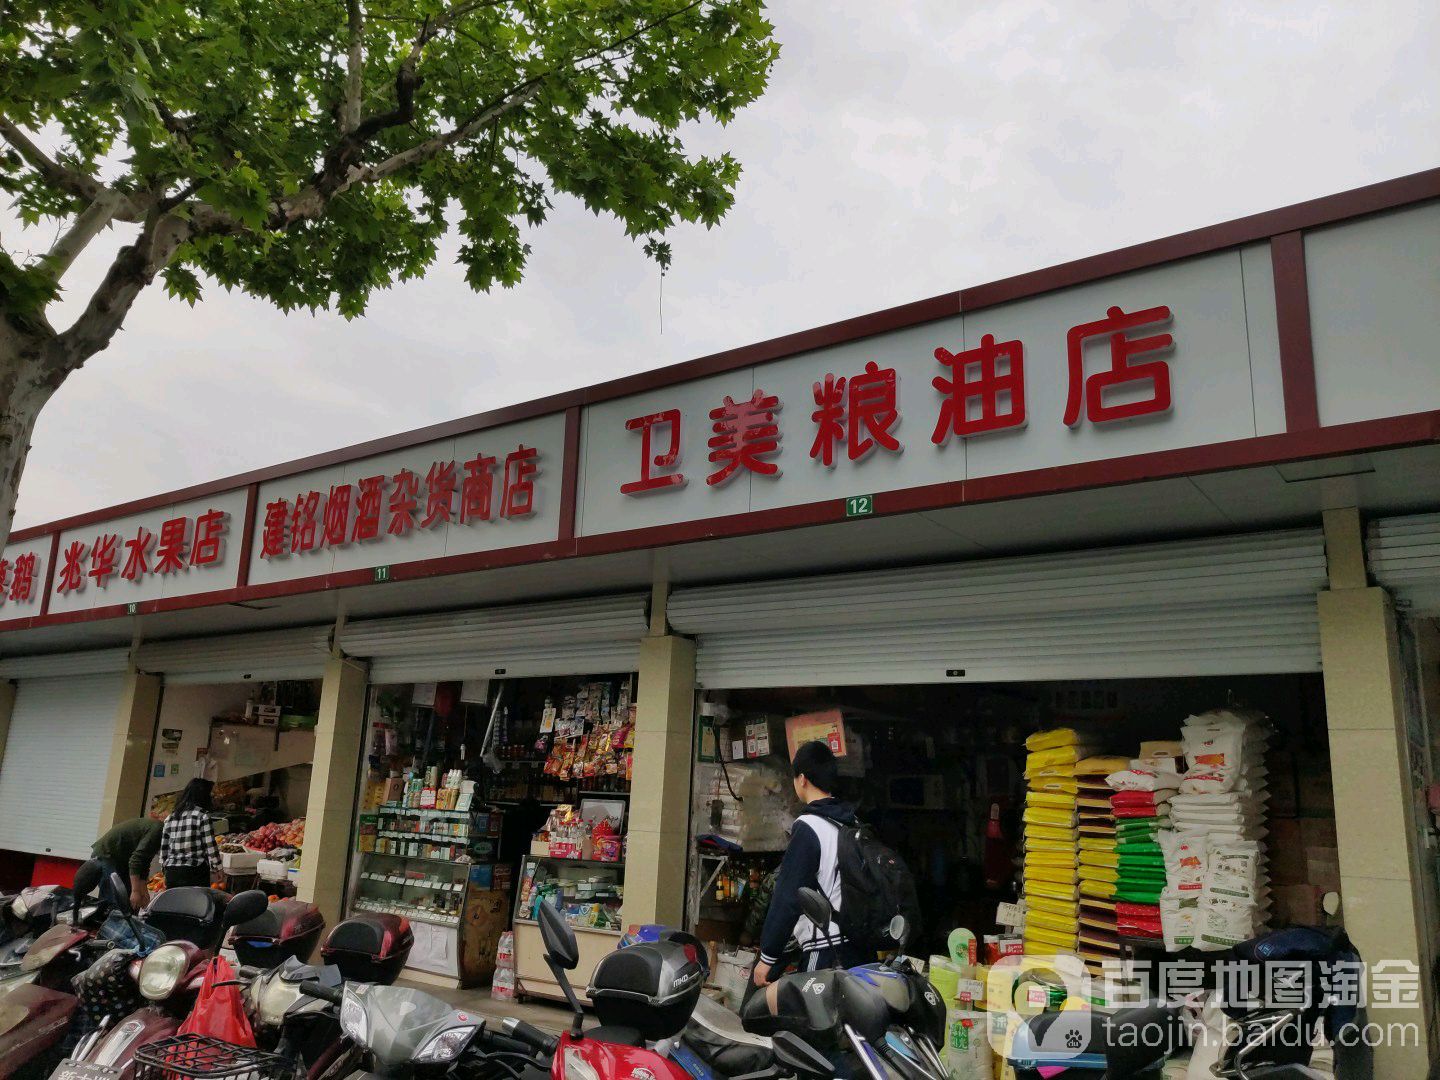 鹅
兆华水果店
建铭烟酒杂货商店
卫美粮油店
10
11
12
百度地图淘金
taojin.baidu.com